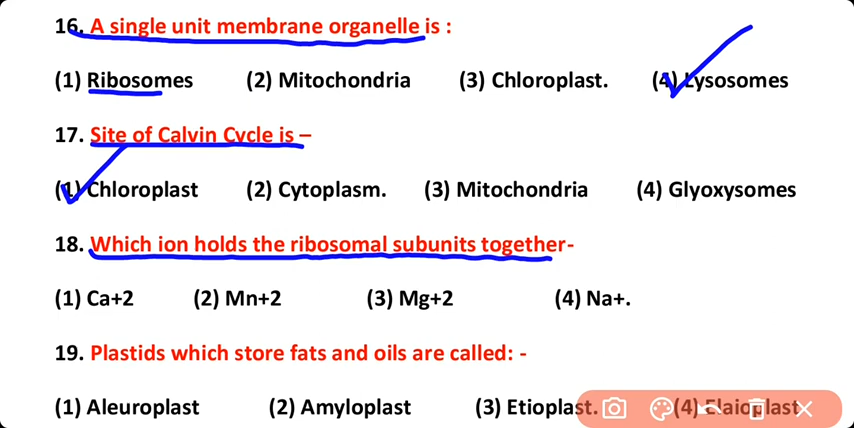 16. A single unit membrane organelle is :
(1) Ribosomes (2) Mitochondria (3) Chloroplast. (4) Lysosomes
17. Site of Calvin Cycle is –
(1) Chloroplast (2) Cytoplasm. (3) Mitochondria (4) Glyoxysomes
18. Which ion holds the ribosomal subunits together-
(1) Ca+2 (2) Mn+2 (3) Mg+2 (4) Na+.
19. Plastids which store fats and oils are called: -
(1) Aleuroplast (2) Amyloplast (3) Etioplast. (4) Elaioplast